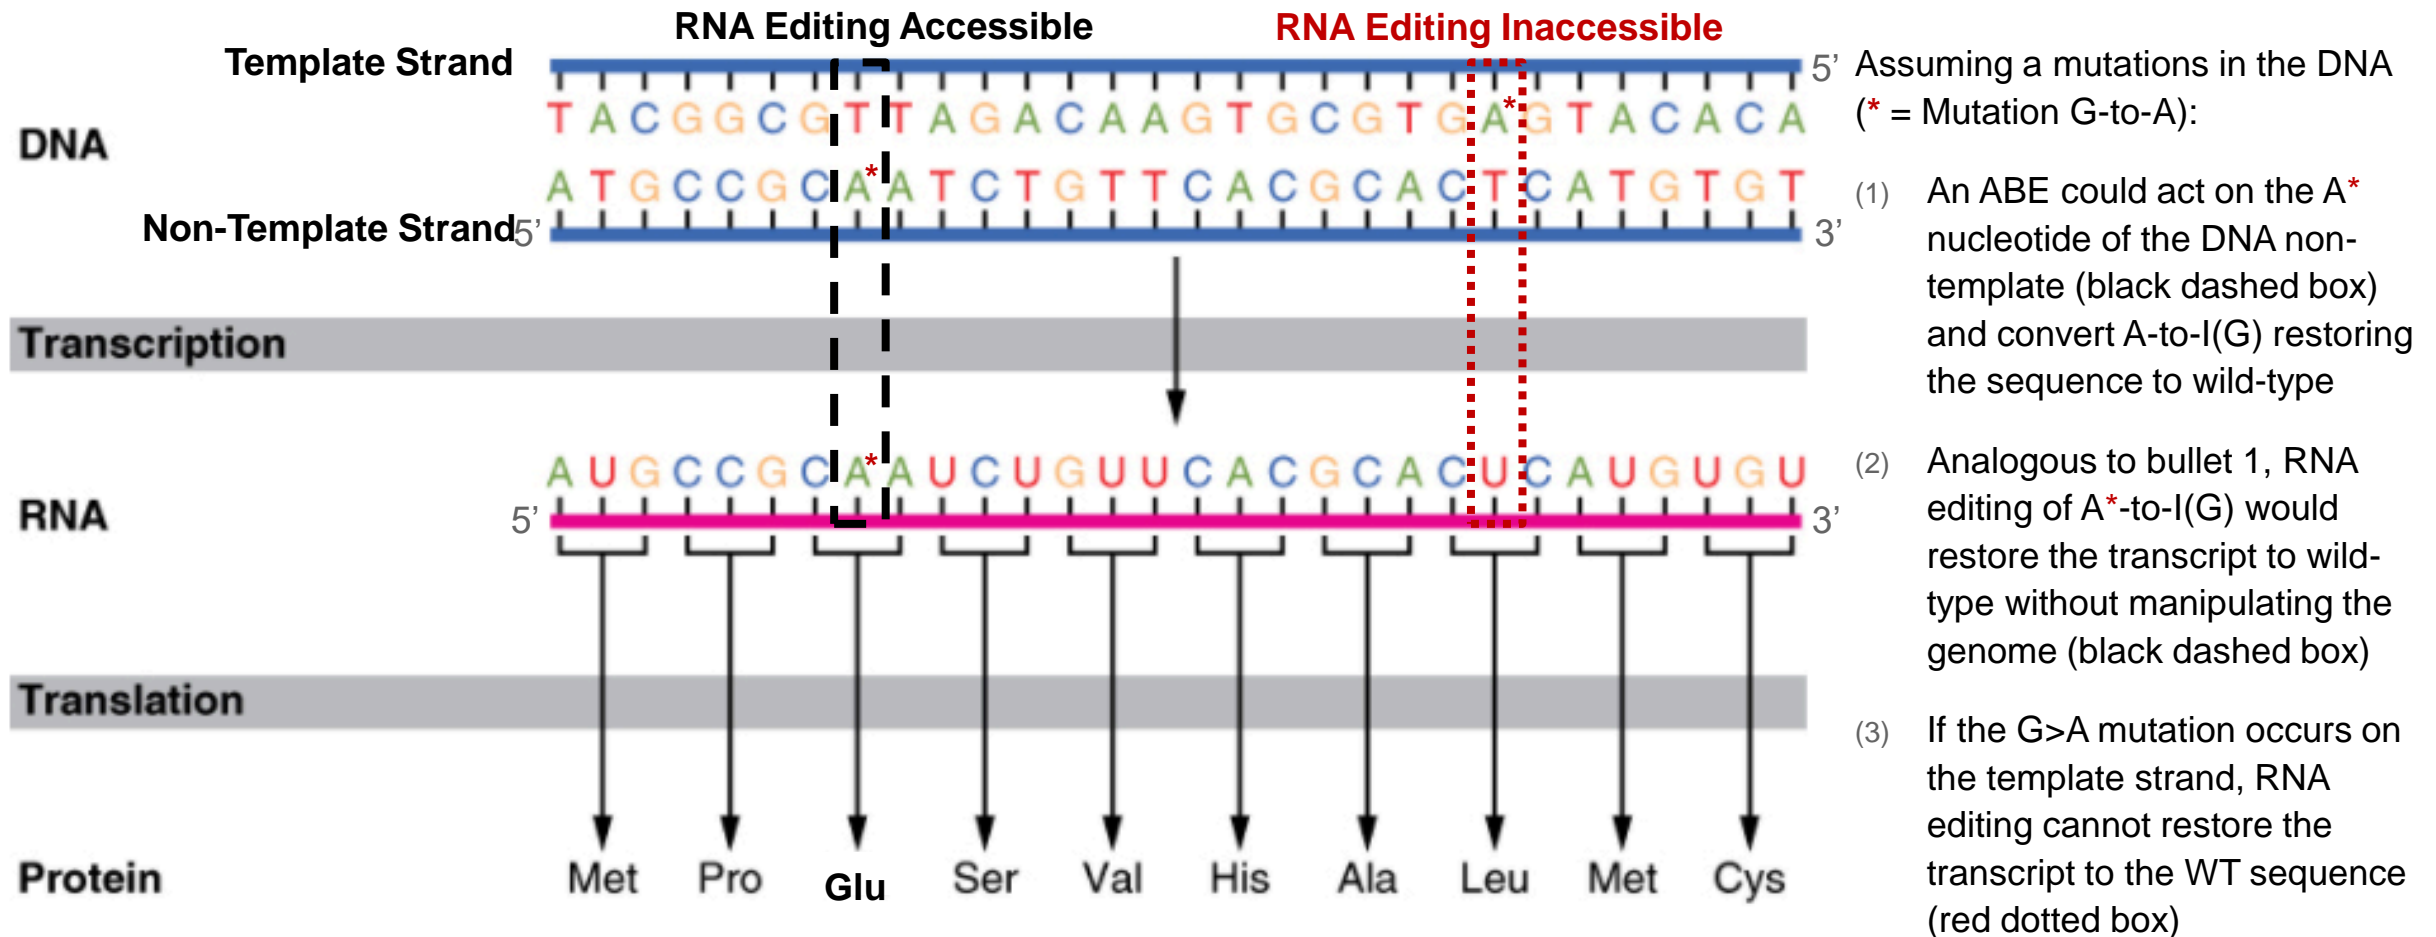 RNA Editing Accessible
RNA Editing Inaccessible
Template Strand
5’
T A C G G C G T T A G A C A A G T G C G T G A* G T A C A C A
DNA
A T G C C G C A* A T C T G T T C A C G C A C T C A T G T G T
Non-Template Strand 5’
3’
Transcription
A U G C C G C A* A U C U G U U C A C G C A C U C A U G U G U
RNA
5’
3’
Translation
Protein
Met Pro Glu Ser Val His Ala Leu Met Cys
Assuming a mutations in the DNA
(* = Mutation G-to-A):
(1) An ABE could act on the A*
nucleotide of the DNA non-
template (black dashed box)
and convert A-to-I(G) restoring
the sequence to wild-type
(2) Analogous to bullet 1, RNA
editing of A*-to-I(G) would
restore the transcript to wild-
type without manipulating the
genome (black dashed box)
(3) If the G>A mutation occurs on
the template strand, RNA
editing cannot restore the
transcript to the WT sequence
(red dotted box)